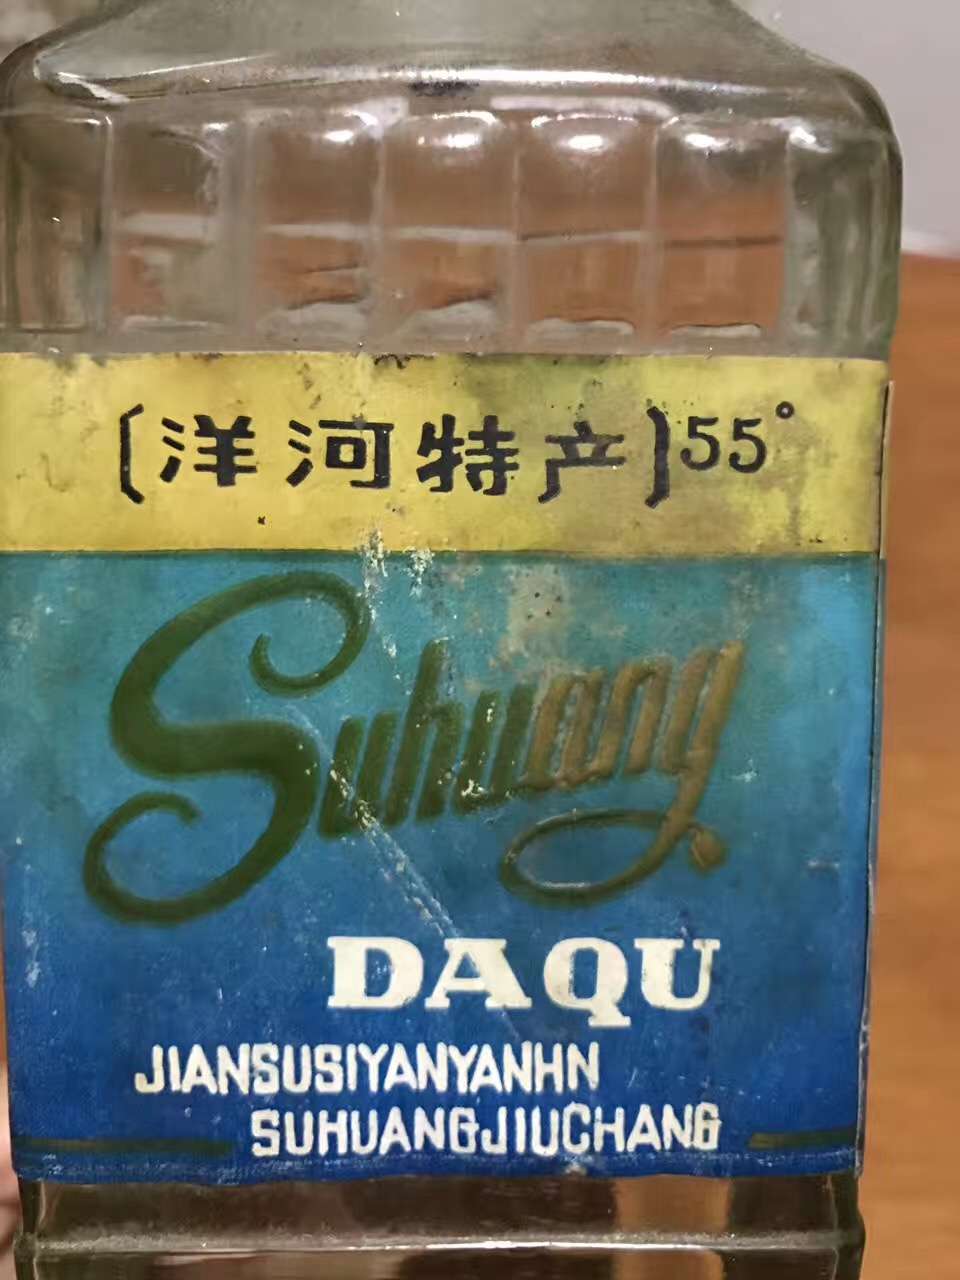 〔洋河特产〕55°
Suhuang
DAQU
JIANSUSIYANYANHN
SUHUANGJIUCHANG